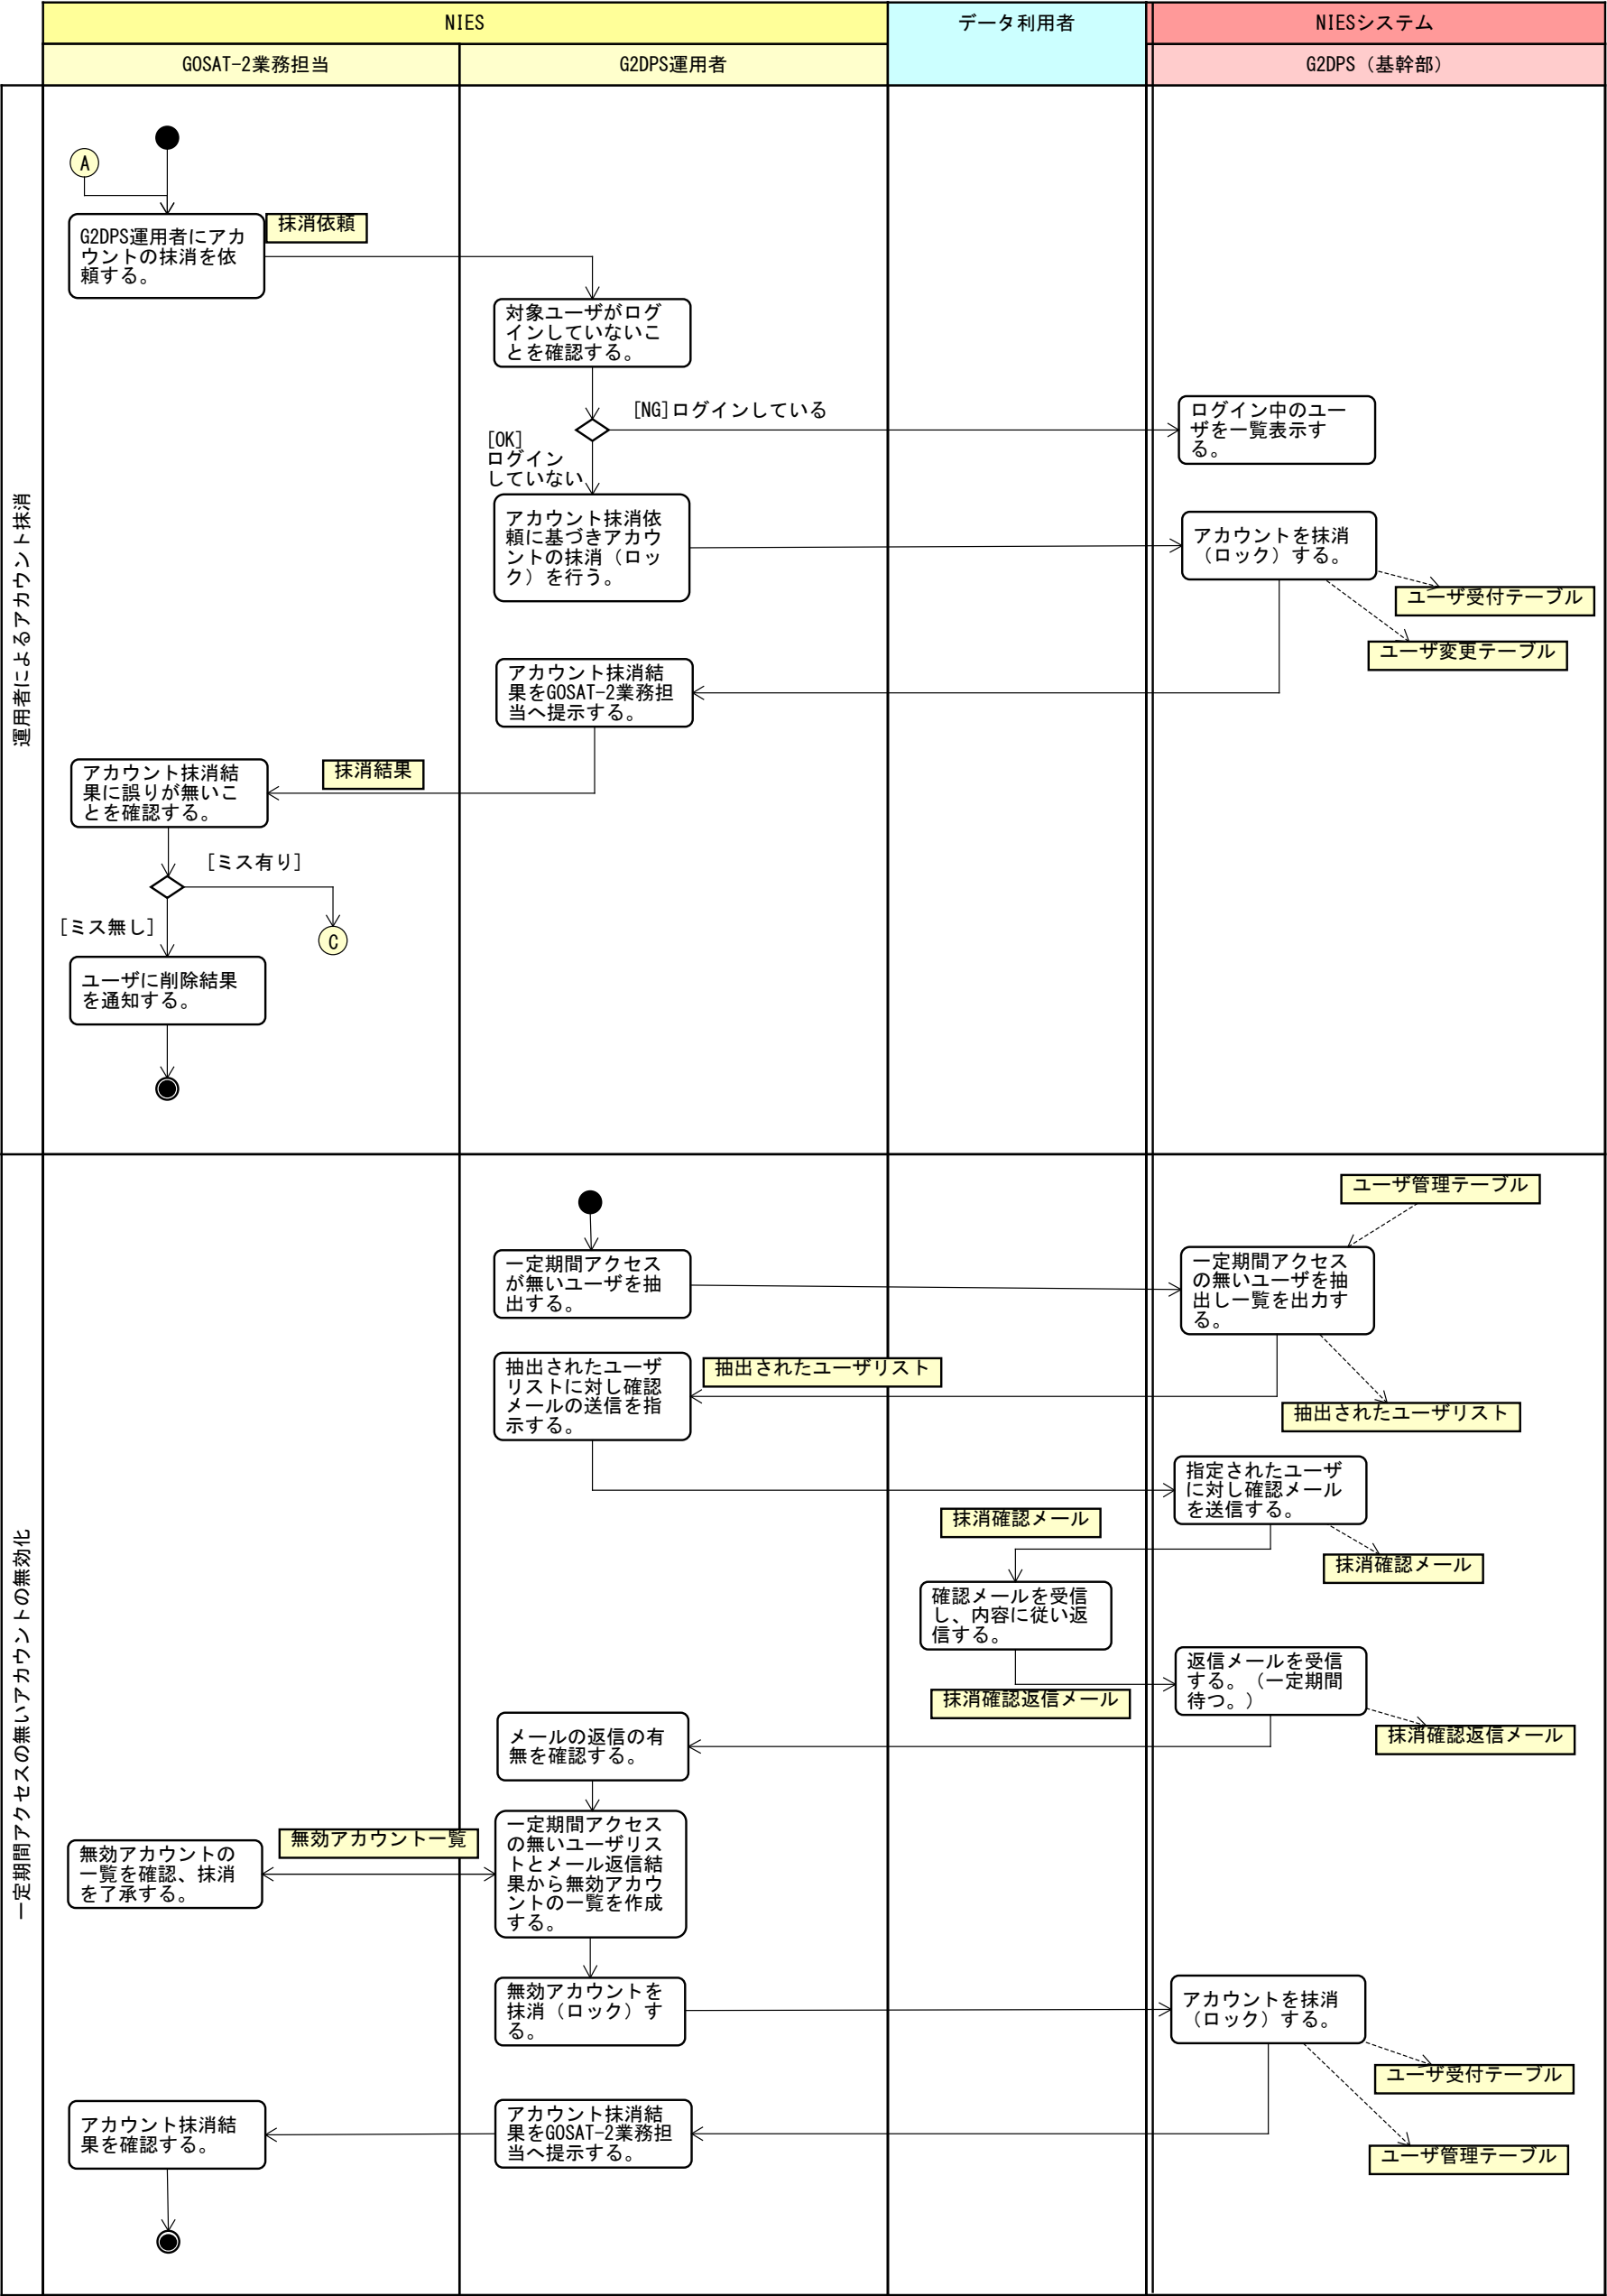 NIES
データ利用者
NIESシステム
GOSAT-2業務担当
G2DPS運用者
G2DPS（基幹部）
運用者によるアカウント抹消
A
G2DPS運用者にアカ
ウントの抹消を依
頼する。
抹消依頼
対象ユーザがログ
インしていないこ
とを確認する。
[NG]ログインしている
[OK]
ログイン
していない
ログイン中のユー
ザを一覧表示す
る。
アカウント抹消依
頼に基づきアカウ
ントの抹消（ロッ
ク）を行う。
アカウントを抹消
（ロック）する。
ユーザ受付テーブル
ユーザ変更テーブル
アカウント抹消結
果をGOSAT-2業務担
当へ提示する。
抹消結果
アカウント抹消結
果に誤りが無いこ
とを確認する。
[ミス有り]
[ミス無し]
C
ユーザに削除結果
を通知する。
一定期間アクセスの無いアカウントの無効化
ユーザ管理テーブル
一定期間アクセス
が無いユーザを抽
出する。
一定期間アクセス
の無いユーザを抽
出し一覧を出力す
る。
抽出されたユーザ
リストに対し確認
メールの送信を指
示する。
抽出されたユーザリスト
抽出されたユーザリスト
指定されたユーザ
に対し確認メール
を送信する。
抹消確認メール
抹消確認メール
確認メールを受信
し、内容に従い返
信する。
返信メールを受信
する。（一定期間
待つ。）
抹消確認返信メール
抹消確認返信メール
メールの返信の有
無を確認する。
一定期間アクセス
の無いユーザリス
トとメール返信結
果から無効アカウ
ントの一覧を作成
する。
無効アカウント一覧
無効アカウントの
一覧を確認、抹消
を了承する。
無効アカウントを
抹消（ロック）す
る。
アカウントを抹消
（ロック）する。
ユーザ受付テーブル
ユーザ管理テーブル
アカウント抹消結
果をGOSAT-2業務担
当へ提示する。
アカウント抹消結
果を確認する。